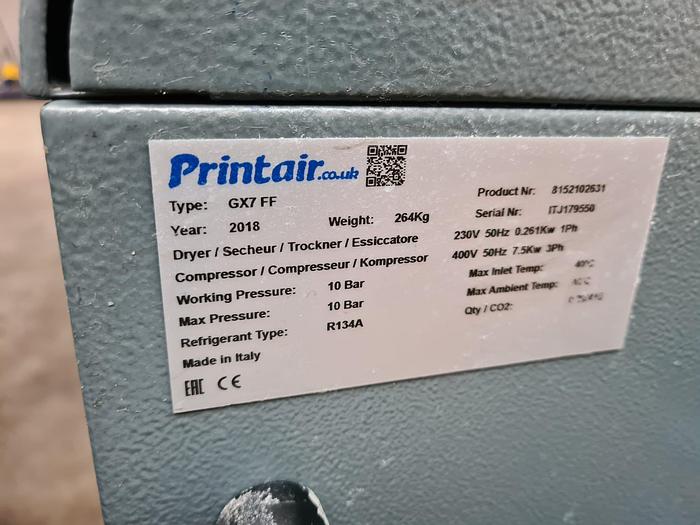 Printair.co.uk
Type: GX7 FF
Product Nr: 8152102631
Year: 2018 Weight: 264Kg
Serial Nr: ITJ179550
Dryer / Secheur / Trockner / Essiccatore 230V 50Hz 0.261Kw 1Ph
Compressor / Compresseur / Kompressor 400V 50Hz 7.5Kw 3Ph
Working Pressure: 10 Bar
Max Inlet Temp: 40°C
Max Pressure: 10 Bar
Max Ambient Temp:
Refrigerant Type: R134A
Qty / CO2:
Made in Italy
EAC CE